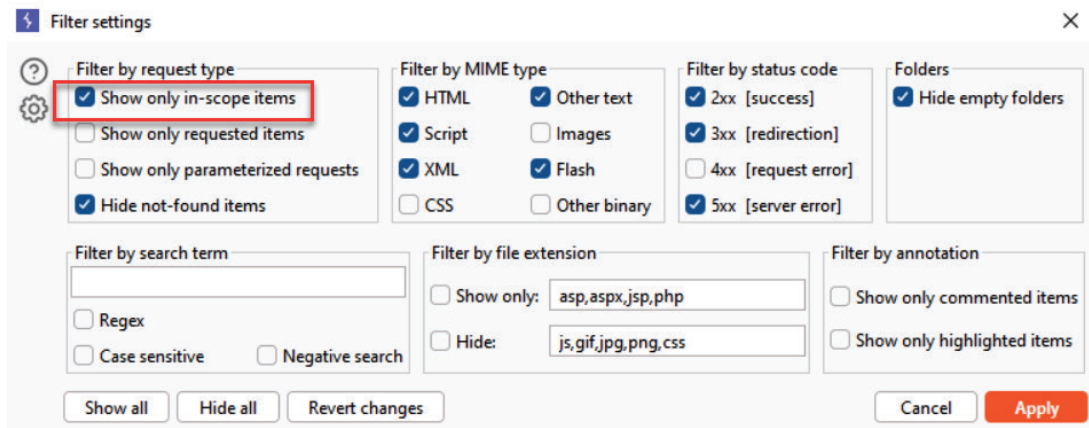 Filter settings
Filter by request type
Show only in-scope items
Show only requested items
Show only parameterized requests
Hide not-found items
Filter by MIME type
HTML
Other text
Script
Images
XML
Flash
CSS
Other binary
Filter by status code
2xx [success]
3xx [redirection]
4xx [request error]
5xx [server error]
Folders
Hide empty folders
Filter by search term
Regex
Case sensitive
Negative search
Filter by file extension
Show only: asp,aspx,jsp,php
Hide: js,gif,jpg,png,css
Filter by annotation
Show only commented items
Show only highlighted items
Show all
Hide all
Revert changes
Cancel
Apply